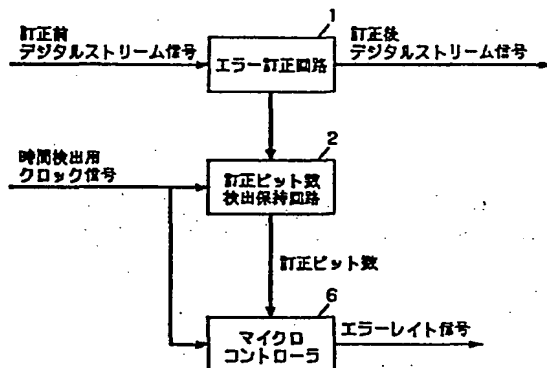 訂正前
デジタルストリーム信号
1
エラー訂正回路
訂正後
デジタルストリーム信号
時間検出用
クロック信号
2
訂正ビット数
検出保持回路
訂正ビット数
6
マイクロ
コントローラ
エラーレイト信号